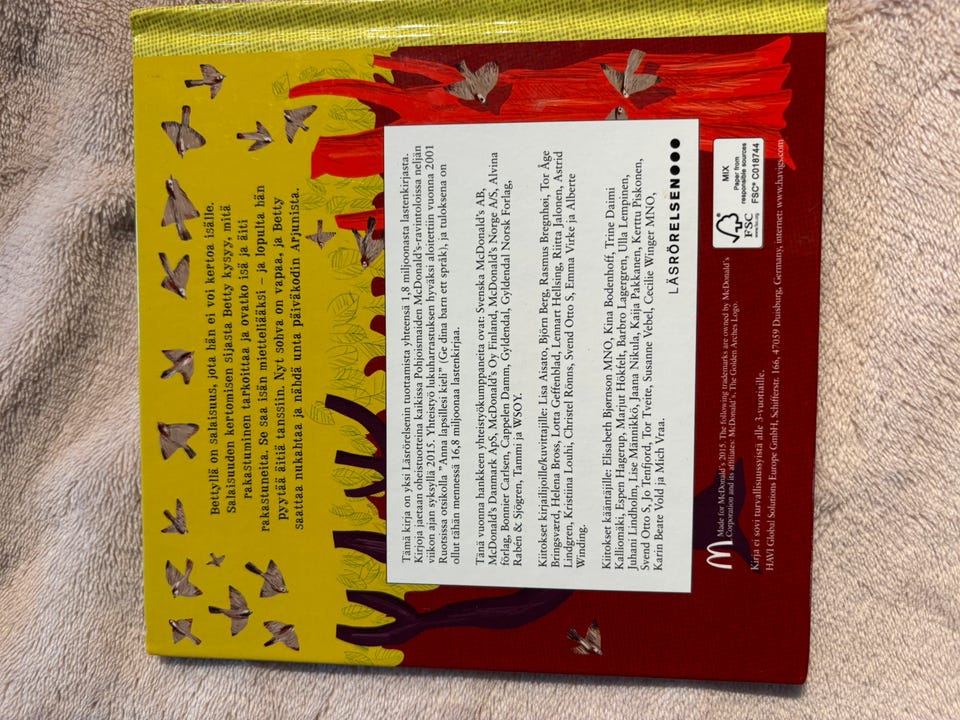 Bettyllä on salaisuus, jota hän ei voi kertoa isälle.
Salaisuuden kertomisen sijasta Betty kysyy, mitä
rakastuminen tarkoittaa ja ovatko isä ja äiti
rakastuneita. Se saa isän mietteliääksi – ja lopulta hän
pyytää äitiä tanssiin. Nyt sohva on vapaa, ja Betty
saattaa nukahtaa ja nähdä unta päiväkodin Arjumista.
Tämä kirja on yksi Läsrörelsenin tuottamista yhteensä 1,8 miljoonasta lastenkirjasta.
Kirjoja jaetaan oheistuotteina kaikissa Pohjoismaiden McDonald's-ravintoloissa neljän
viikon ajan syksyllä 2015. Yhteistyö lukuharrastuksen hyväksi aloitettiin vuonna 2001
Ruotsissa otsikolla "Anna lapsillesi kieli" (Ge dina barn ett språk), ja tuloksena on
ollut tähän mennessä 16,8 miljoonaa lastenkirjaa.
Tänä vuonna hankkeen yhteistyökumppaneita ovat: Svenska McDonald's AB,
McDonald's Danmark ApS, McDonald's Oy Finland, McDonald's Norge A/S, Alvina
förlag, Bonnier Carlsen, Cappelen Damm, Gyldendal, Gyldendal Norsk Forlag,
Rabén & Sjögren, Tammi ja WSOY.
Kiitokset kirjailijoille/kuvittajille: Lisa Aisato, Björn Berg, Rasmus Bregnhøi, Tor Åge
Bringsværd, Helena Bross, Lotta Geffenblad, Lennart Hellsing, Riitta Jalonen, Astrid
Lindgren, Kristiina Louhi, Christel Rönns, Svend Otto S, Emma Virke ja Albertte
Winding.
Kiitokset kääntäjille: Elisabeth Bjørnson MNO, Kina Bodenhoff, Trine Daimi
Kalliomäki, Espen Hagerup, Marjut Hökfelt, Barbro Lagergren, Ulla Lempinen,
Juhani Lindholm, Lise Männikkö, Jaana Nikula, Kaija Pakkanen, Kerttu Piskonen,
Svend Otto S, Jo Tenfjord, Tor Tveite, Susanne Vebel, Cecilie Winger MNO,
Karin Beate Vold ja Mich Vraa.
LÄSRÖRELSEN
Made for McDonald's 2015. The following trademarks are owned by McDonald's
Corporation and its affiliates: McDonald's, The Golden Arches Logo.
FSC
www.fsc.org
MIX
Paper from
responsible sources
FSC® C018744
Kirja ei sovi turvallisuussyistä alle 3-vuotiaille.
HAVI Global Solutions Europe GmbH, Schifferstr. 166, 47059 Duisburg, Germany, internet: www.havigs.com